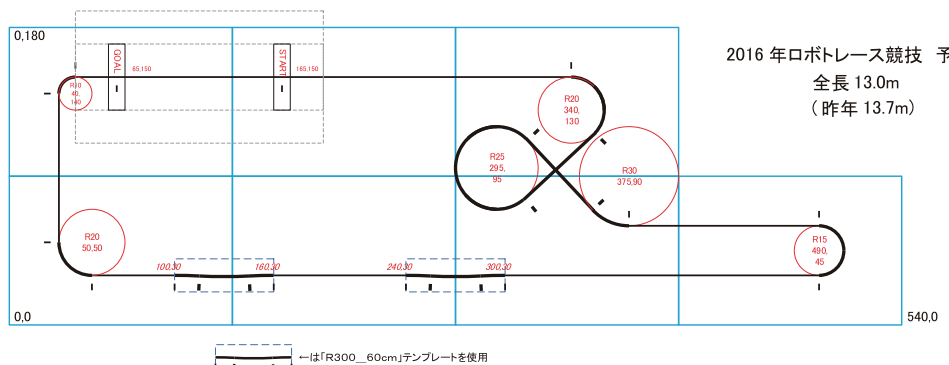 0,180
GOAL
65,150
START
165,150
R10
40,
140
R20
340,
130
R25
295,
95
R30
375,90
R20
50,50
R15
490,
45
100,30
160,30
240,30
300,30
0,0
540,0
2016 年ロボトレース競技 予
全長 13.0m
( 昨年 13.7m)
←は「R300__60cm」テンプレートを使用